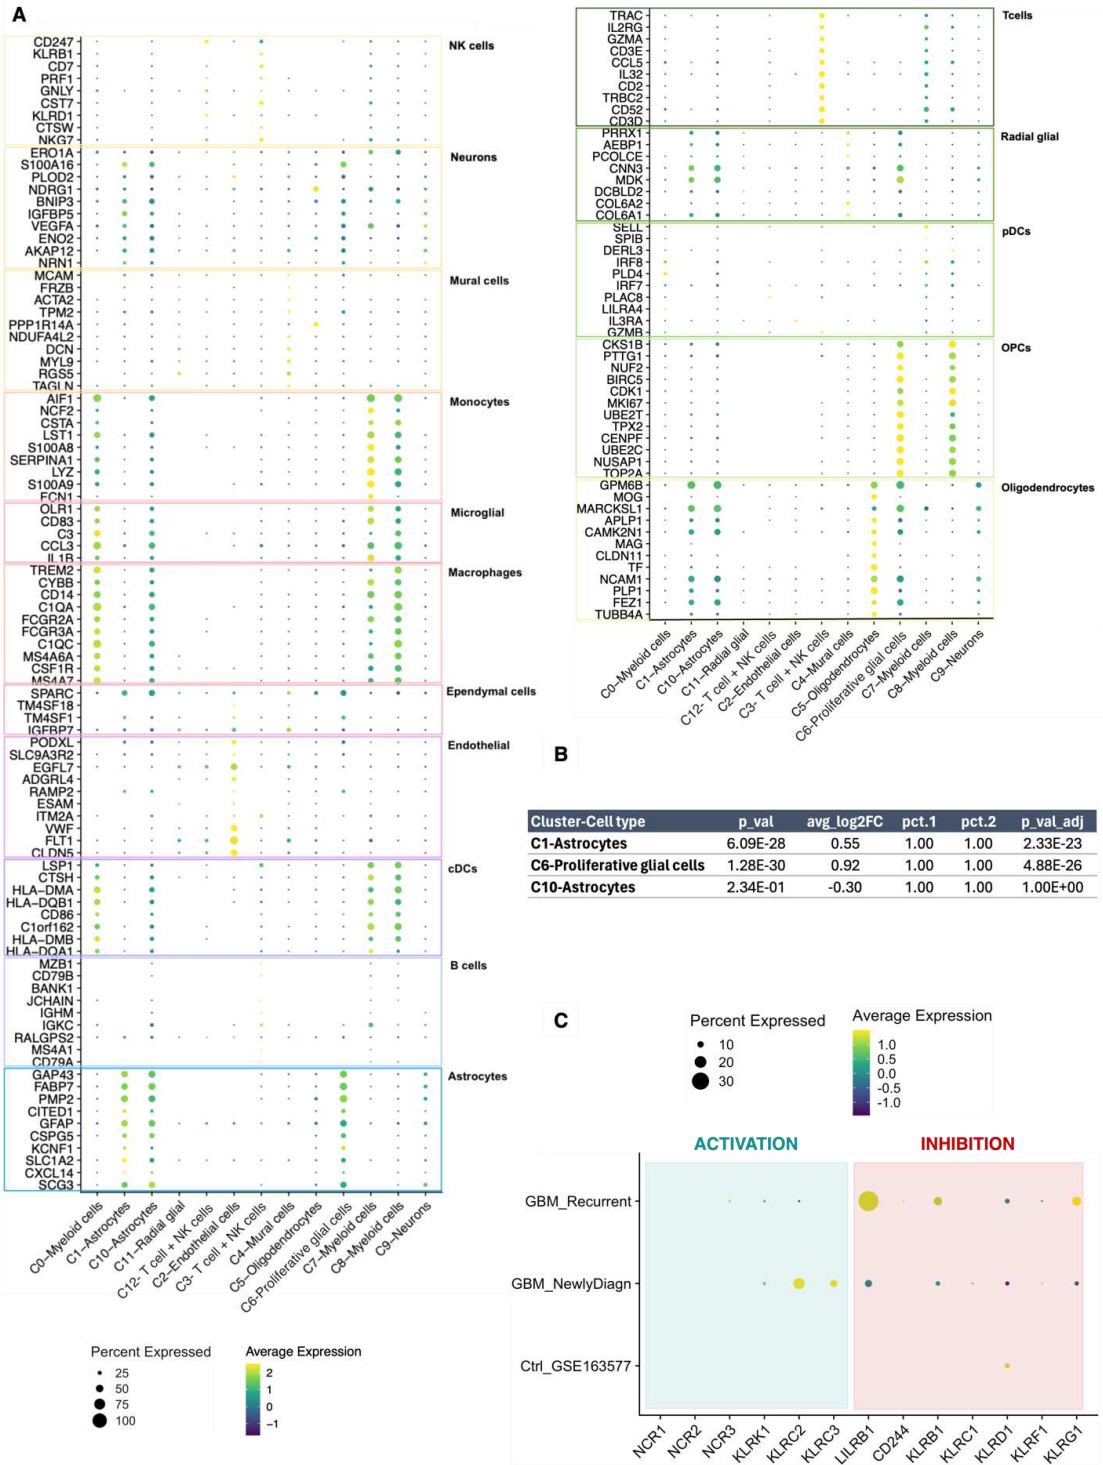 A
CD247
KLRB1
CD7
PRF1
GNLY
CST7
KLRD1
CTSW
NKG7
NK cells
ERO1A
S100A16
PLOD2
NDRG1
BNIP3
IGFBP5
VEGFA
ENO2
AKAP12
NRN1
Neurons
MCAM
FRZB
ACTA2
TPM2
PPP1R14A
NDUFA4L2
DCN
MYL9
RGS5
TAGLN
Mural cells
AIF1
NCF2
CSTA
LST1
S100A8
SERPINA1
LYZ
S100A9
FCN1
Monocytes
OLR1
CD83
C3
CCL3
IL1B
Microglial
TREM2
CYBB
CD14
C1QA
FCGR2A
FCGR3A
C1QC
MS4A6A
CSF1R
MS4A7
Macrophages
SPARC
TM4SF18
TM4SF1
IGFBP7
Ependymal cells
PODXL
SLC9A3R2
EGFL7
ADGRL4
RAMP2
ESAM
ITM2A
VWF
FLT1
CLDN5
Endothelial
LSP1
CTSH
HLA−DMA
HLA−DQB1
CD86
C1orf162
HLA−DMB
HLA−DQA1
cDCs
MZB1
CD79B
BANK1
JCHAIN
IGHM
IGKC
RALGPS2
MS4A1
CD79A
B cells
GAP43
FABP7
PMP2
CITED1
GFAP
CSPG5
KCNF1
SLC1A2
CXCL14
SCG3
Astrocytes
C0−Myeloid cells
C1−Astrocytes
C10−Astrocytes
C11−Radial glial
C12- T cell + NK cells
C2−Endothelial cells
C3- T cell + NK cells
C4−Mural cells
C5−Oligodendrocytes
C6-Proliferative glial cells
C7−Myeloid cells
C8−Myeloid cells
C9−Neurons
Percent Expressed
25
50
75
100
Average Expression
2
1
0
−1
TRAC
IL2RG
GZMA
CD3E
CCL5
IL32
CD2
TRBC2
CD52
CD3D
Tcells
PRRX1
AEBP1
PCOLCE
CNN3
MDK
DCBLD2
COL6A2
COL6A1
Radial glial
SELL
SPIB
DERL3
IRF8
PLD4
IRF7
PLAC8
LILRA4
IL3RA
GZMB
pDCs
CKS1B
PTTG1
NUF2
BIRC5
CDK1
MKI67
UBE2T
TPX2
CENPF
UBE2C
NUSAP1
TOP2A
OPCs
GPM6B
MOG
MARCKSL1
APLP1
CAMK2N1
MAG
CLDN11
TF
NCAM1
PLP1
FEZ1
TUBB4A
Oligodendrocytes
C0−Myeloid cells
C1−Astrocytes
C10−Astrocytes
C11−Radial glial
C12- T cell + NK cells
C2−Endothelial cells
C3- T cell + NK cells
C4−Mural cells
C5−Oligodendrocytes
C6-Proliferative glial cells
C7−Myeloid cells
C8−Myeloid cells
C9−Neurons
B
Cluster-Cell type p_val avg_log2FC pct.1 pct.2 p_val_adj
C1-Astrocytes 6.09E-28 0.55 1.00 1.00 2.33E-23
C6-Proliferative glial cells 1.28E-30 0.92 1.00 1.00 4.88E-26
C10-Astrocytes 2.34E-01 -0.30 1.00 1.00 1.00E+00
C
Percent Expressed
10
20
30
Average Expression
1.0
0.5
0.0
-0.5
-1.0
ACTIVATION INHIBITION
GBM_Recurrent
GBM_NewlyDiagn
Ctrl_GSE163577
NCR1
NCR2
NCR3
KLRK1
KLRC2
KLRC3
LILRB1
CD244
KLRB1
KLRC1
KLRD1
KLRF1
KLRG1